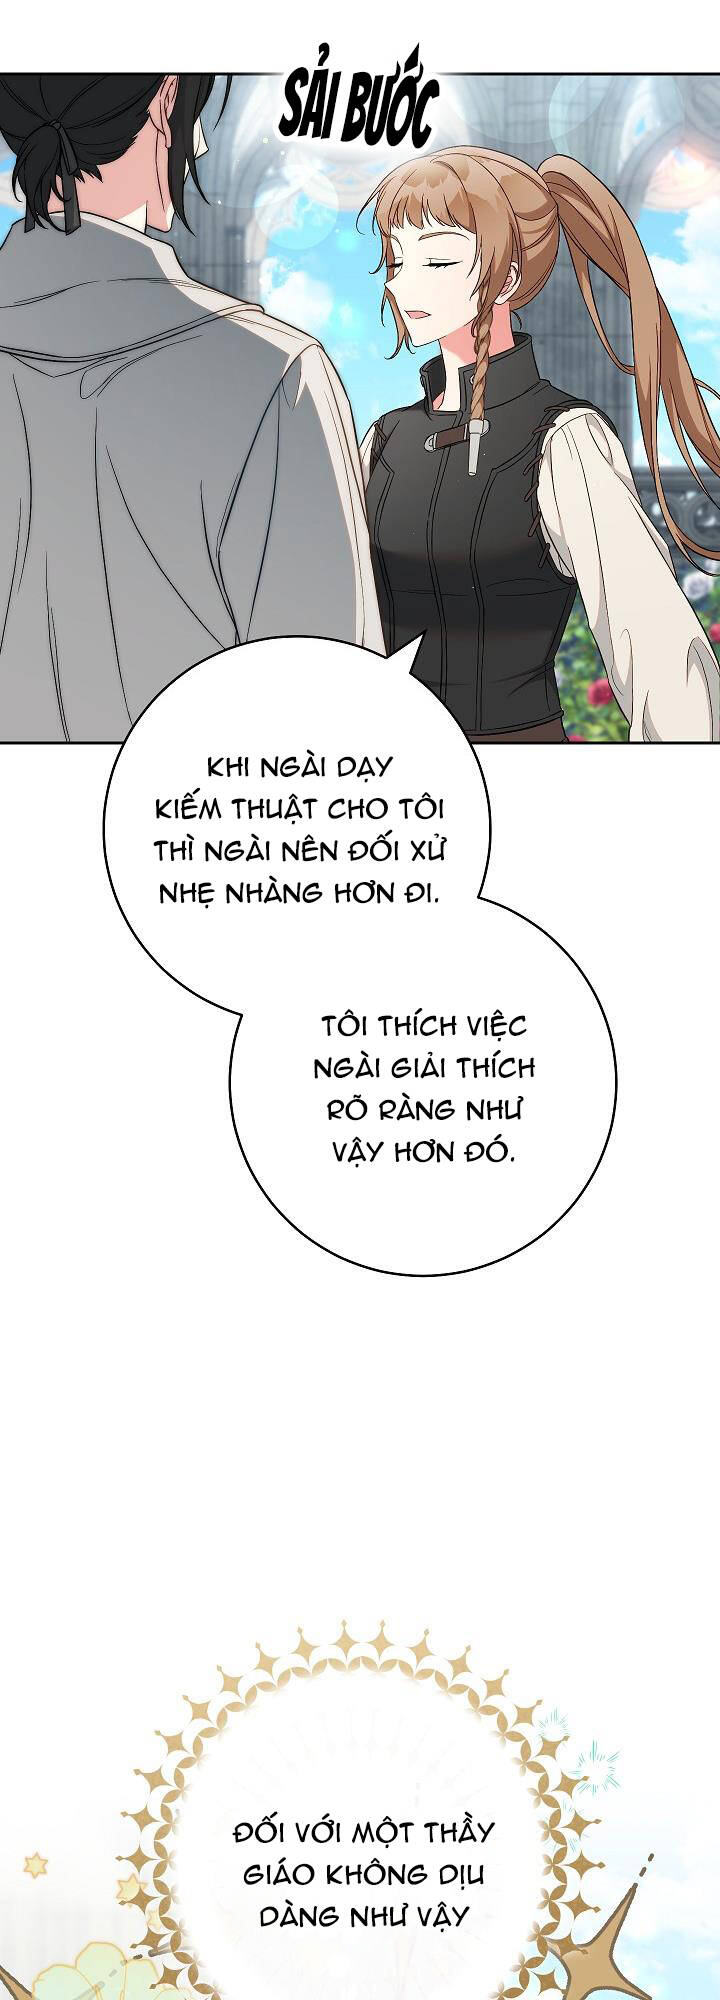 SẢI BƯỚC
KHI NGÀI DẠY
KIẾM THUẬT CHO TÔI
THÌ NGÀI NÊN ĐỐI XỬ
NHẸ NHÀNG HƠN ĐI.
TÔI THÍCH VIỆC
NGÀI GIẢI THÍCH
RÕ RÀNG NHƯ
VẬY HƠN ĐÓ.
ĐỐI VỚI MỘT THẦY
GIÁO KHÔNG DỊU
DÀNG NHƯ VẬY